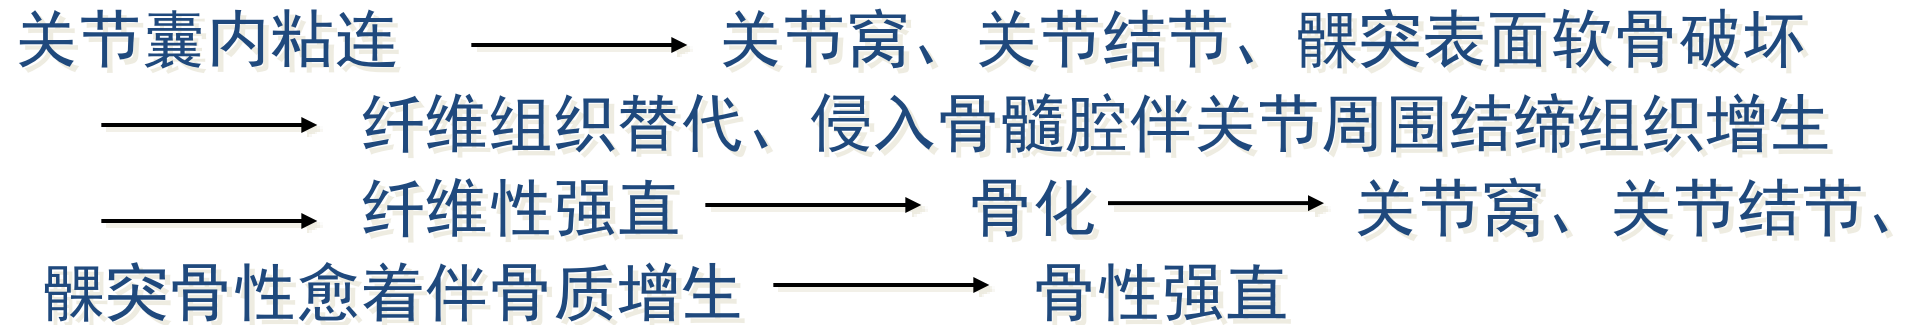 关节囊内粘连 → 关节窝、关节结节、髁突表面软骨破坏
→ 纤维组织替代、侵入骨髓腔伴关节周围结缔组织增生
→ 纤维性强直 → 骨化 → 关节窝、关节结节、
髁突骨性愈着伴骨质增生 → 骨性强直